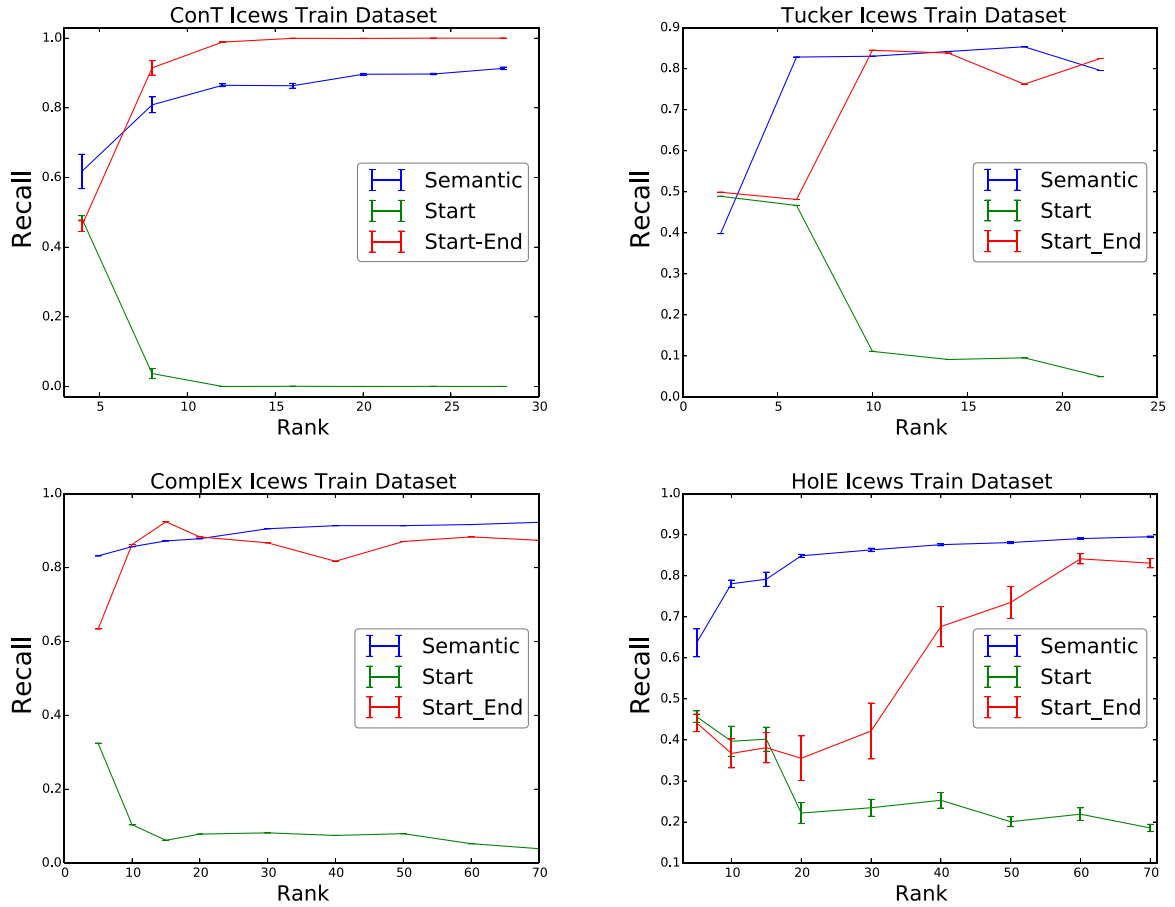 ConT Icews Train Dataset
Recall
1.0
0.8
0.6
0.4
0.2
0.0
Semantic
Start
Start-End
5
10
15
20
25
30
Rank
Tucker Icews Train Dataset
Recall
0.9
0.8
0.7
0.6
0.5
0.4
0.3
0.2
0.1
0.0
Semantic
Start
Start_End
0
5
10
15
20
25
Rank
ComplEx Icews Train Dataset
Recall
1.0
0.8
0.6
0.4
0.2
0.0
Semantic
Start
Start_End
0
10
20
30
40
50
60
70
Rank
HolE Icews Train Dataset
Recall
1.0
0.9
0.8
0.7
0.6
0.5
0.4
0.3
0.2
0.1
Semantic
Start
Start_End
10
20
30
40
50
60
70
Rank